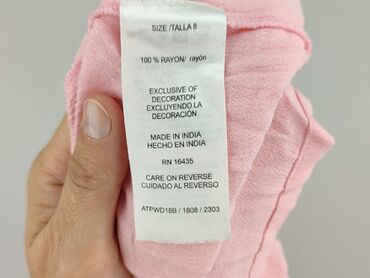 SIZE /TALLA 8
100 % RAYON/ rayón
EXCLUSIVE OF
DECORATION
EXCLUYENDO LA
DECORACIÓN
MADE IN INDIA
HECHO EN INDIA
RN 16435
CARE ON REVERSE
CUIDADO AL REVERSO
ATPWD18B / 1808 / 2303